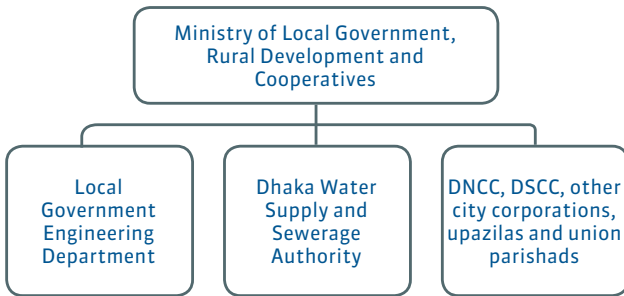 Ministry of Local Government,
Rural Development and
Cooperatives
Local
Government
Engineering
Department
Dhaka Water
Supply and
Sewerage
Authority
DNCC, DSCC, other
city corporations,
upazilas and union
parishads